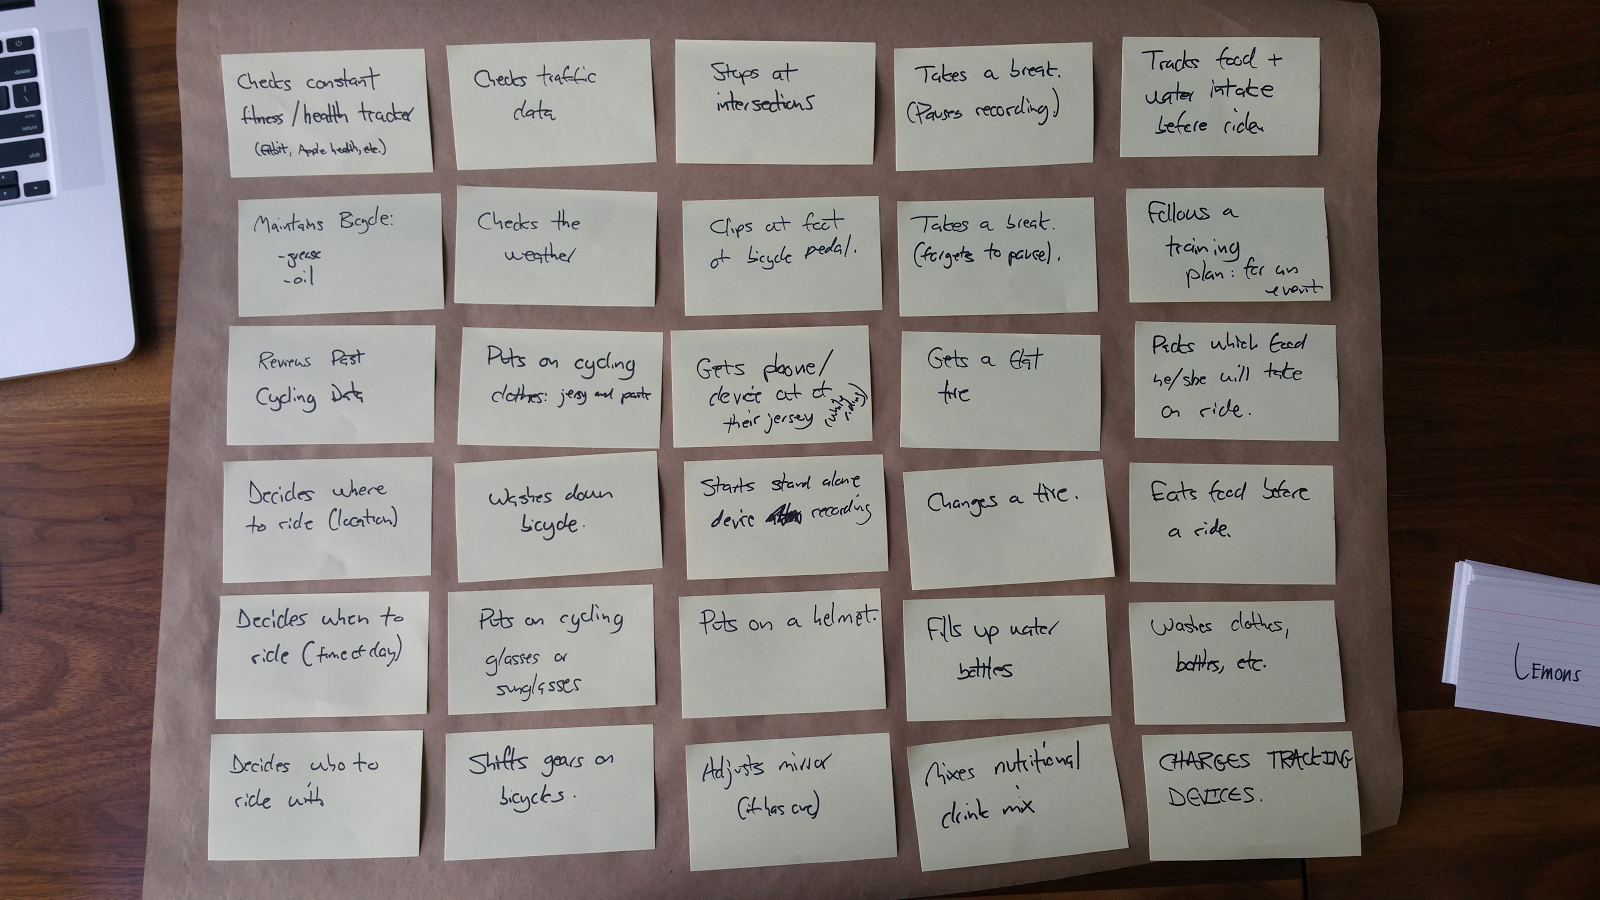 Checks constant
fitness/health tracker
(Fitbit, Apple health, etc.)
Checks traffic
data
Stops at
intersections
Takes a break.
(Pauses recording)
Tracks food +
water intake
before ride
Maintains Bicycle:
- grease
- oil
Checks the
weather
Clips at foot
of bicycle pedal.
Takes a break.
(forgets to pause).
Follows a
training
plan: for an
event
Reviews Past
Cycling Data
Puts on cycling
clothes: jersy and pants
Gets phone/
device out of
their jersey
Gets a flat
tire
Picks which food
he/she will take
on ride.
Decides where
to ride (location)
Washes down
bicycle.
Starts stand alone
device recording
Changes a tire.
Eats food before
a ride.
Decides when to
ride (time of day)
Puts on cycling
glasses or
sunglasses
Puts on a helmet.
Fills up water
bottles
Washes clothes,
bottles, etc.
Decides who to
ride with
Shifts gears on
bicycles.
Adjusts mirror
(if has one)
Mixes nutritional
drink mix
CHARGES TRACKING
DEVICES.
LEMONS
delete
return
shift